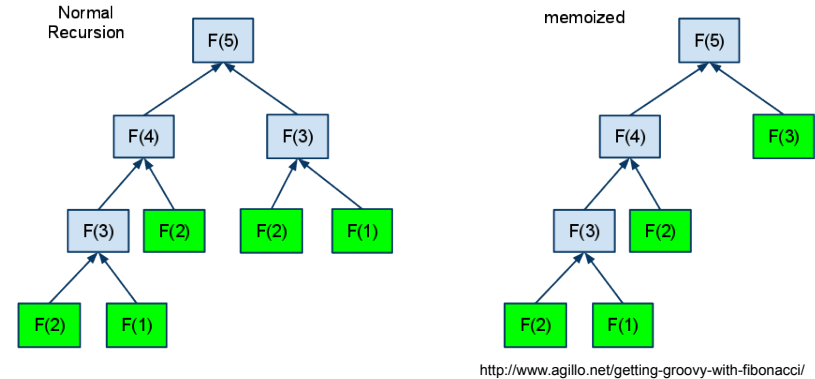 Normal
Recursion
F(5)
F(4)
F(3)
F(3)
F(2)
F(2)
F(1)
F(2)
F(1)
memoized
F(5)
F(4)
F(3)
F(3)
F(2)
F(2)
F(1)
http://www.agillo.net/getting-groovy-with-fibonacci/